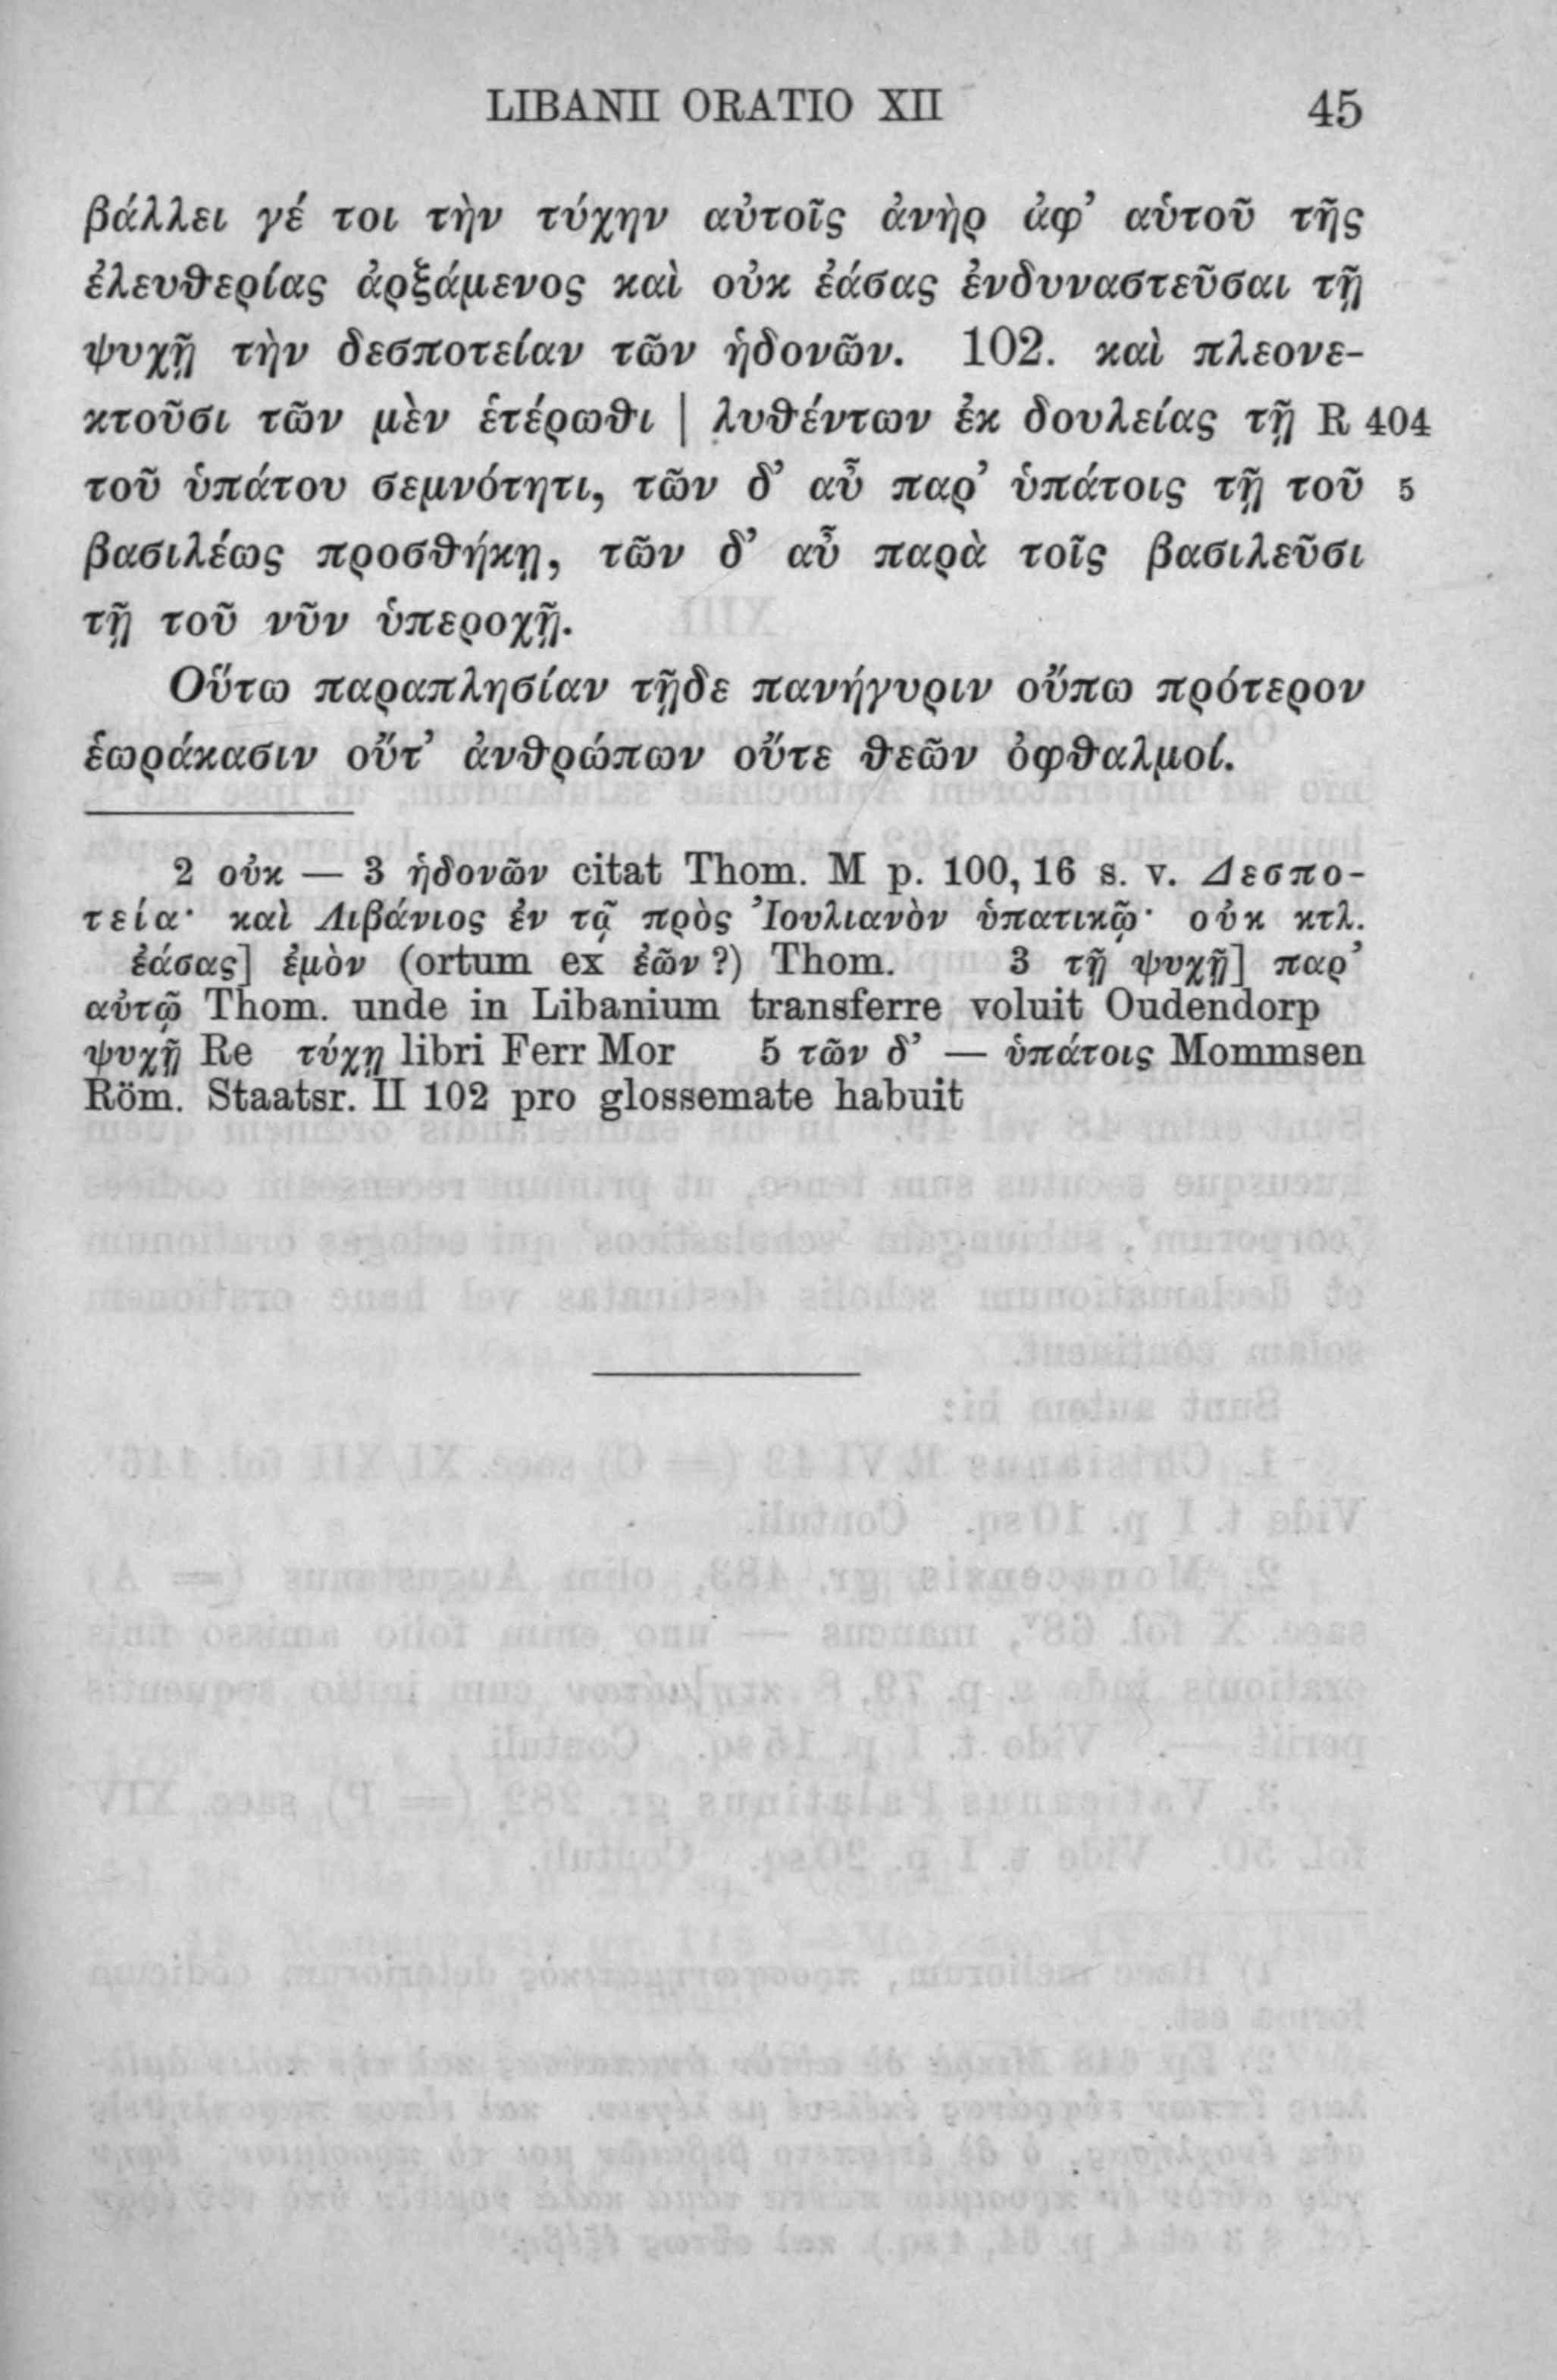 LIBANII ORATIO XII 45
βάλλει γέ τοι τὴν τύχην αὐτοῖς ἀνὴρ ἀφ’ αὑτοῦ τῆς
ἐλευθερίας ἀρξάμενος καὶ οὐκ ἐάσας ἐνδυναστεῦσαι τῇ
ψυχῇ τὴν δεσποτείαν τῶν ἡδονῶν. 102. καὶ πλεονε-
κτοῦσι τῶν μὲν ἑτέρωθι | λυθέντων ἐκ δουλείας τῇ R 404
τοῦ ὑπάτου σεμνότητι, τῶν δ’ αὖ παρ’ ὑπάτοις τῇ τοῦ 5
βασιλέως προσθήκῃ, τῶν δ’ αὖ παρὰ τοῖς βασιλεῦσι
τῇ τοῦ νῦν ὑπεροχῇ.
Οὕτω παραπλησίαν τῇδε πανήγυριν οὔπω πρότερον
ἑωράκασιν οὔτ’ ἀνθρώπων οὔτε θεῶν ὀφθαλμοί.
2 οὐκ — 3 ἡδονῶν citat Thom. M p. 100, 16 s. v. Δεσπο-
τεία· καὶ Λιβάνιος ἐν τῷ πρὸς Ἰουλιανὸν ὑπατικῷ· οὐκ κτλ.
ἐάσας] ἐμὸν (ortum ex ἐῶν?) Thom. 3 τῇ ψυχῇ] παρ’
αὐτῷ Thom. unde in Libanium transferre voluit Oudendorp
ψυχῇ Re τύχῃ libri Ferr Mor 5 τῶν δ’ — ὑπάτοις Mommsen
Röm. Staatsr. II 102 pro glossemate habuit